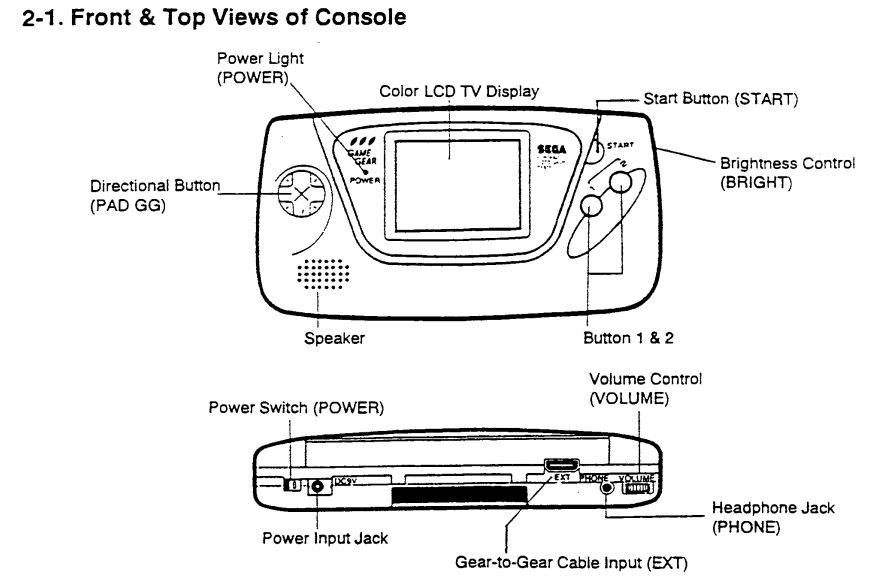 2-1. Front & Top Views of Console
Power Light
(POWER)
Color LCD TV Display
Start Button (START)
GAME
GEAR
POWER
SEGA
START
Brightness Control
(BRIGHT)
Directional Button
(PAD GG)
1
2
Speaker
Button 1 & 2
Volume Control
(VOLUME)
Power Switch (POWER)
DC9V
EXT
PHONE
VOLUME
Headphone Jack
(PHONE)
Power Input Jack
Gear-to-Gear Cable Input (EXT)